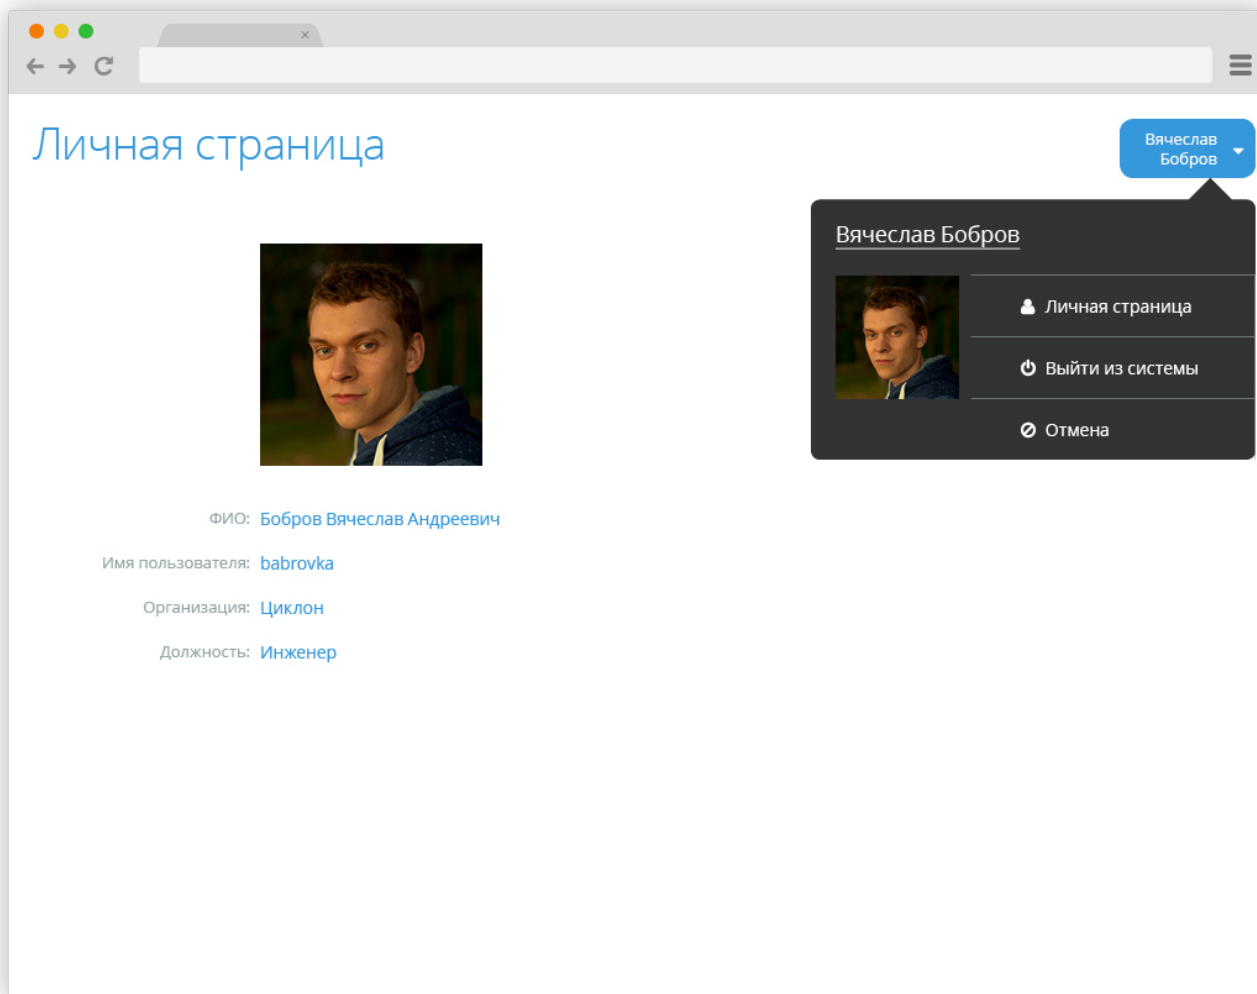 Личная страница
Вячеслав
Бобров
Вячеслав Бобров
Личная страница
Выйти из системы
Отмена
ФИО: Бобров Вячеслав Андреевич
Имя пользователя: babrovka
Организация: Циклон
Должность: Инженер